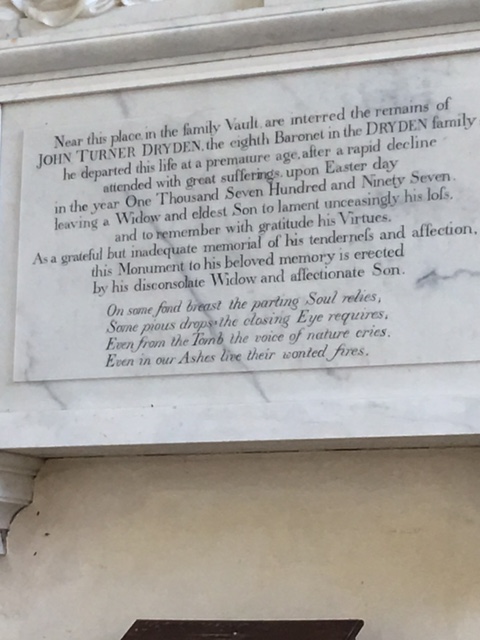 Near this place, in the family Vault, are interred the remains of
JOHN TURNER DRYDEN, the eighth Baronet in the DRYDEN family
he departed this life at a premature age, after a rapid decline
attended with great sufferings, upon Easter day
in the year One Thousand Seven Hundred and Ninety Seven.
leaving a Widow and eldest Son to lament unceasingly his loſs,
and to remember with gratitude his Virtues.
As a grateful but inadequate memorial of his tenderneſs and affection,
this Monument to his beloved memory is erected
by his disconsolate Widow and affectionate Son.
On some fond breast the parting Soul relies,
Some pious drops the closing Eye requires,
Even from the Tomb the voice of nature cries.
Even in our Ashes live their wonted fires.